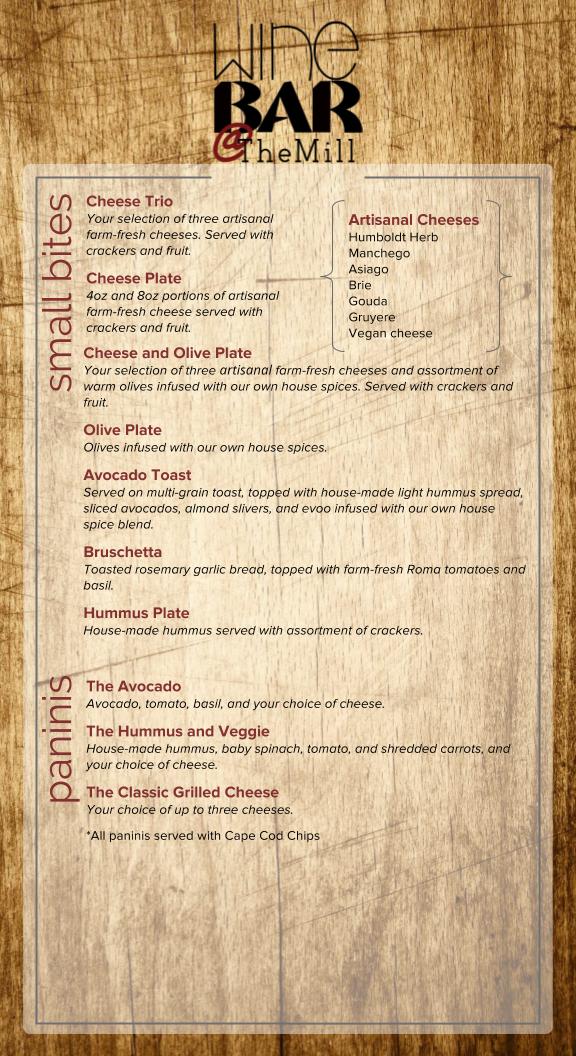 wine
BAR
@TheMill
small bites
Cheese Trio
Your selection of three artisanal
farm-fresh cheeses. Served with
crackers and fruit.
Cheese Plate
4oz and 8oz portions of artisanal
farm-fresh cheese served with
crackers and fruit.
Artisanal Cheeses
Humboldt Herb
Manchego
Asiago
Brie
Gouda
Gruyere
Vegan cheese
Cheese and Olive Plate
Your selection of three artisanal farm-fresh cheeses and assortment of
warm olives infused with our own house spices. Served with crackers and
fruit.
Olive Plate
Olives infused with our own house spices.
Avocado Toast
Served on multi-grain toast, topped with house-made light hummus spread,
sliced avocados, almond slivers, and evoo infused with our own house
spice blend.
Bruschetta
Toasted rosemary garlic bread, topped with farm-fresh Roma tomatoes and
basil.
Hummus Plate
House-made hummus served with assortment of crackers.
paninis
The Avocado
Avocado, tomato, basil, and your choice of cheese.
The Hummus and Veggie
House-made hummus, baby spinach, tomato, and shredded carrots, and
your choice of cheese.
The Classic Grilled Cheese
Your choice of up to three cheeses.
*All paninis served with Cape Cod Chips